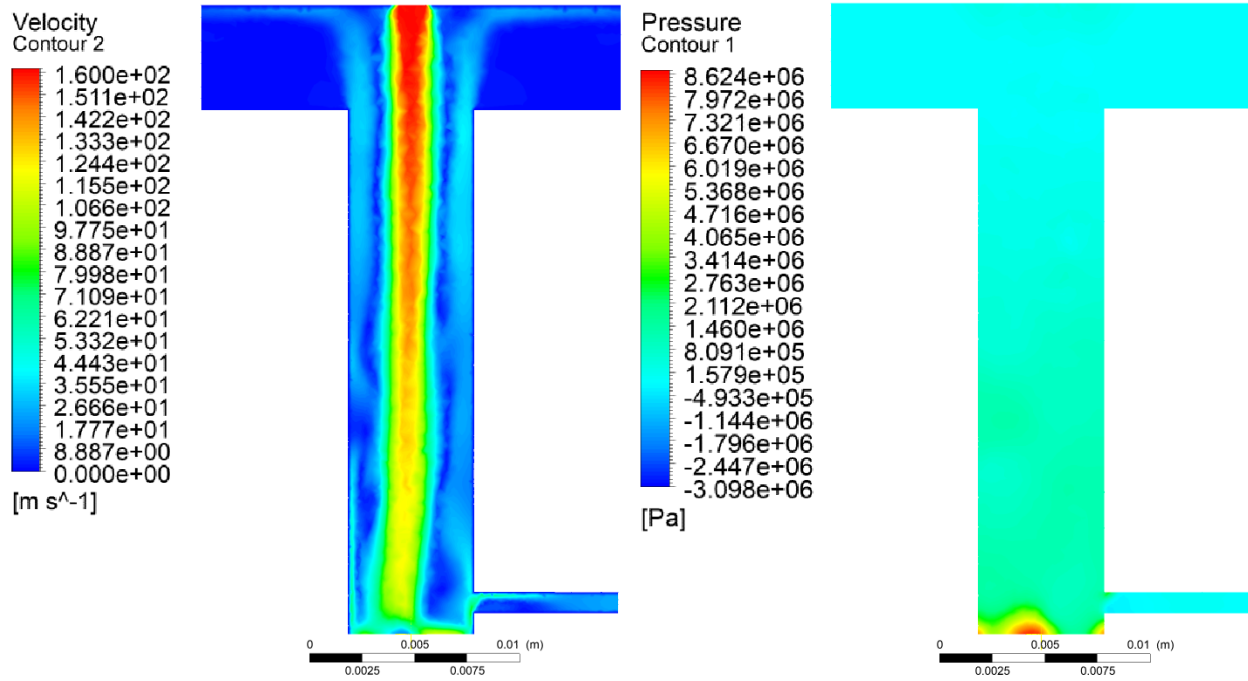 Velocity
Contour 2
1.600e+02
1.511e+02
1.422e+02
1.333e+02
1.244e+02
1.155e+02
1.066e+02
9.775e+01
8.887e+01
7.998e+01
7.109e+01
6.221e+01
5.332e+01
4.443e+01
3.555e+01
2.666e+01
1.777e+01
8.887e+00
0.000e+00
[m s^-1]
0 0.005 0.01 (m)
0.0025 0.0075
Pressure
Contour 1
8.624e+06
7.972e+06
7.321e+06
6.670e+06
6.019e+06
5.368e+06
4.716e+06
4.065e+06
3.414e+06
2.763e+06
2.112e+06
1.460e+06
8.091e+05
1.579e+05
-4.933e+05
-1.144e+06
-1.796e+06
-2.447e+06
-3.098e+06
[Pa]
0 0.005 0.01 (m)
0.0025 0.0075